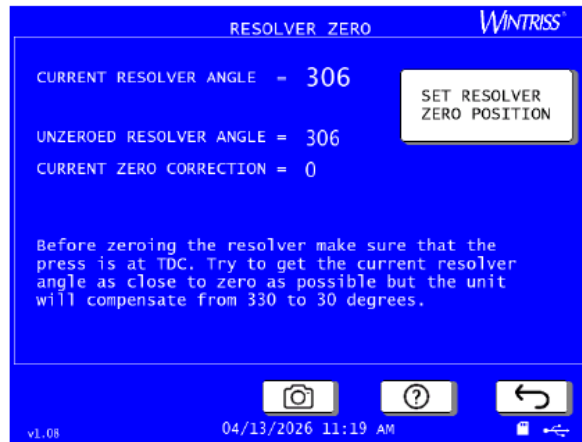 RESOLVER ZERO
WINTRISS®
CURRENT RESOLVER ANGLE = 306
SET RESOLVER
ZERO POSITION
UNZEROED RESOLVER ANGLE = 306
CURRENT ZERO CORRECTION = 0
Before zeroing the resolver make sure that the
press is at TDC. Try to get the current resolver
angle as close to zero as possible but the unit
will compensate from 330 to 30 degrees.
?
v1.08
04/13/2026 11:19 AM